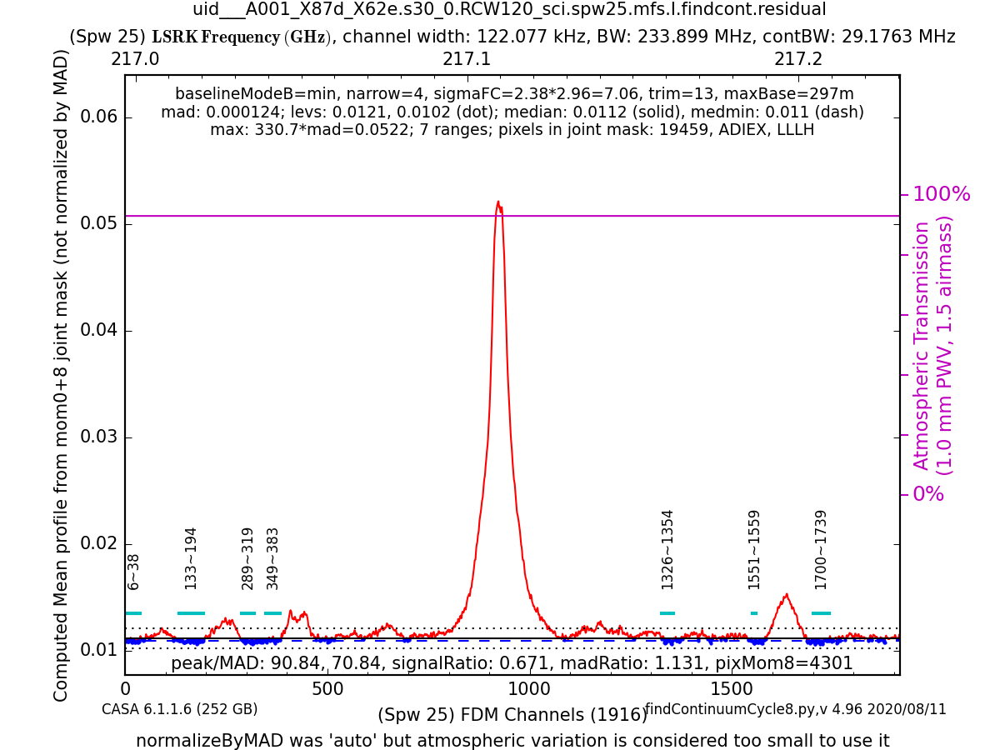 uid___A001_X87d_X62e.s30_0.RCW120_sci.spw25.mfs.I.findcont.residual
(Spw 25) LSRK Frequency (GHz), channel width: 122.077 kHz, BW: 233.899 MHz, contBW: 29.1763 MHz
217.0 217.1 217.2
baselineModeB=min, narrow=4, sigmaFC=2.38*2.96=7.06, trim=13, maxBase=297m
mad: 0.000124; levs: 0.0121, 0.0102 (dot); median: 0.0112 (solid), medmin: 0.011 (dash)
max: 330.7*mad=0.0522; 7 ranges; pixels in joint mask: 19459, ADIEX, LLLH
Computed Mean profile from mom0+8 joint mask (not normalized by MAD)
0.06
0.05
0.04
0.03
0.02
0.01
100%
0%
Atmospheric Transmission
(1.0 mm PWV, 1.5 airmass)
6~38
133~194
289~319
349~383
1326~1354
1551~1559
1700~1739
peak/MAD: 90.84, 70.84, signalRatio: 0.671, madRatio: 1.131, pixMom8=4301
0 500 1000 1500
CASA 6.1.1.6 (252 GB)
(Spw 25) FDM Channels (1916)
findContinuumCycle8.py,v 4.96 2020/08/11
normalizeByMAD was 'auto' but atmospheric variation is considered too small to use it